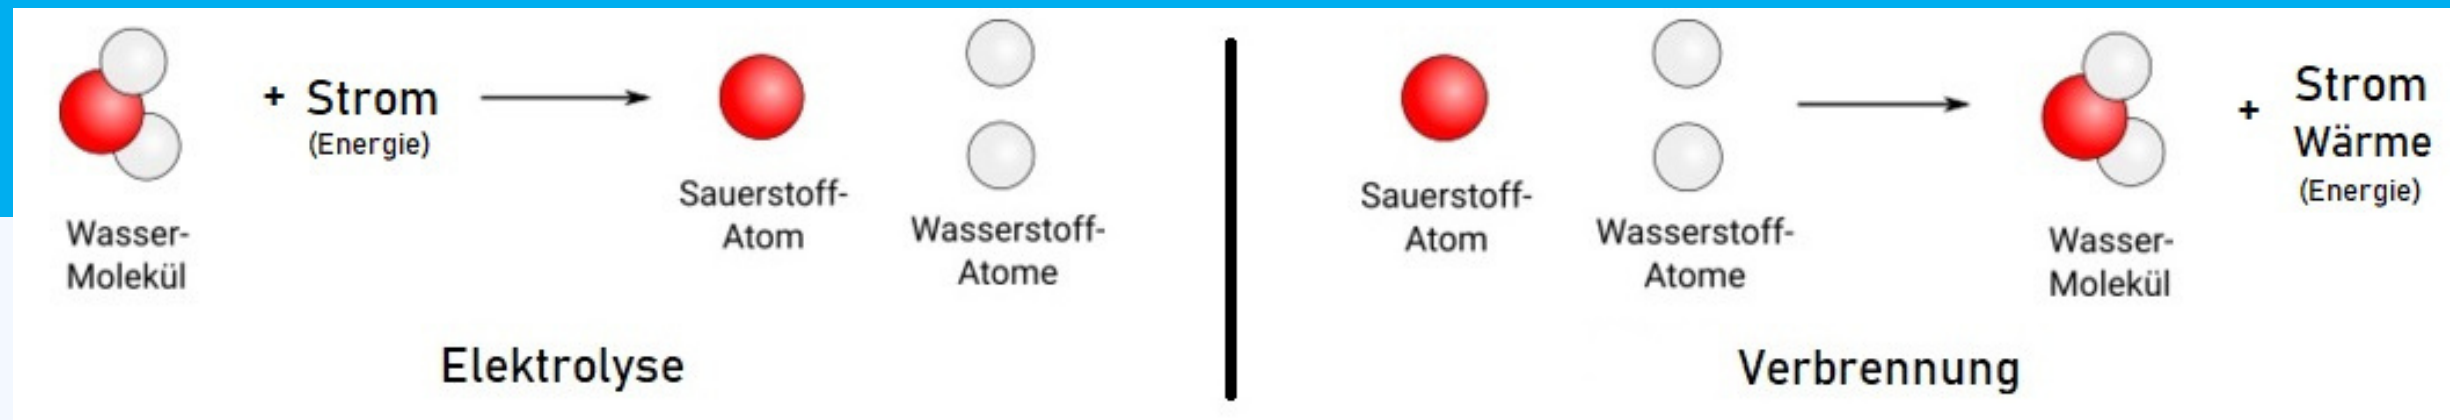 + Strom
(Energie)
Wasser-
Molekül
Sauerstoff-
Atom
Wasserstoff-
Atome
Elektrolyse
Sauerstoff-
Atom
Wasserstoff-
Atome
Wasser-
Molekül
+
Strom
Wärme
(Energie)
Verbrennung